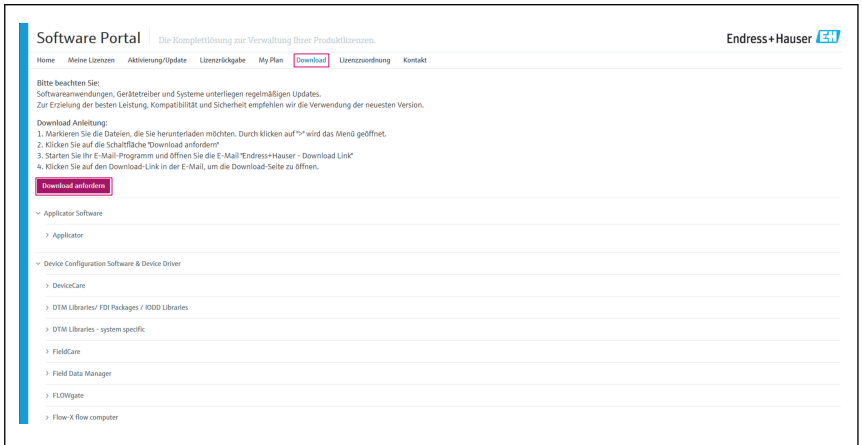 Software Portal Die Komplettlösung zur Verwaltung Ihrer Produktlizenzen. Endress+Hauser EH
Home Meine Lizenzen Aktivierung/Update Lizenzrückgabe My Plan Download Lizenzzuordnung Kontakt
Bitte beachten Sie:
Softwareanwendungen, Gerätetreiber und Systeme unterliegen regelmäßigen Updates.
Zur Erzielung der besten Leistung, Kompatibilität und Sicherheit empfehlen wir die Verwendung der neuesten Version.
Download Anleitung:
1. Markieren Sie die Dateien, die Sie herunterladen möchten. Durch klicken auf ">" wird das Menü geöffnet.
2. Klicken Sie auf die Schaltfläche "Download anfordern"
3. Starten Sie Ihr E-Mail-Programm und öffnen Sie die E-Mail "Endress+Hauser - Download Link"
4. Klicken Sie auf den Download-Link in der E-Mail, um die Download-Seite zu öffnen.
Download anfordern
Applicator Software
> Applicator
Device Configuration Software & Device Driver
> DeviceCare
> DTM Libraries/ FDI Packages / IODD Libraries
> DTM Libraries - system specific
> FieldCare
> Field Data Manager
> FLOWgate
> Flow-X flow computer